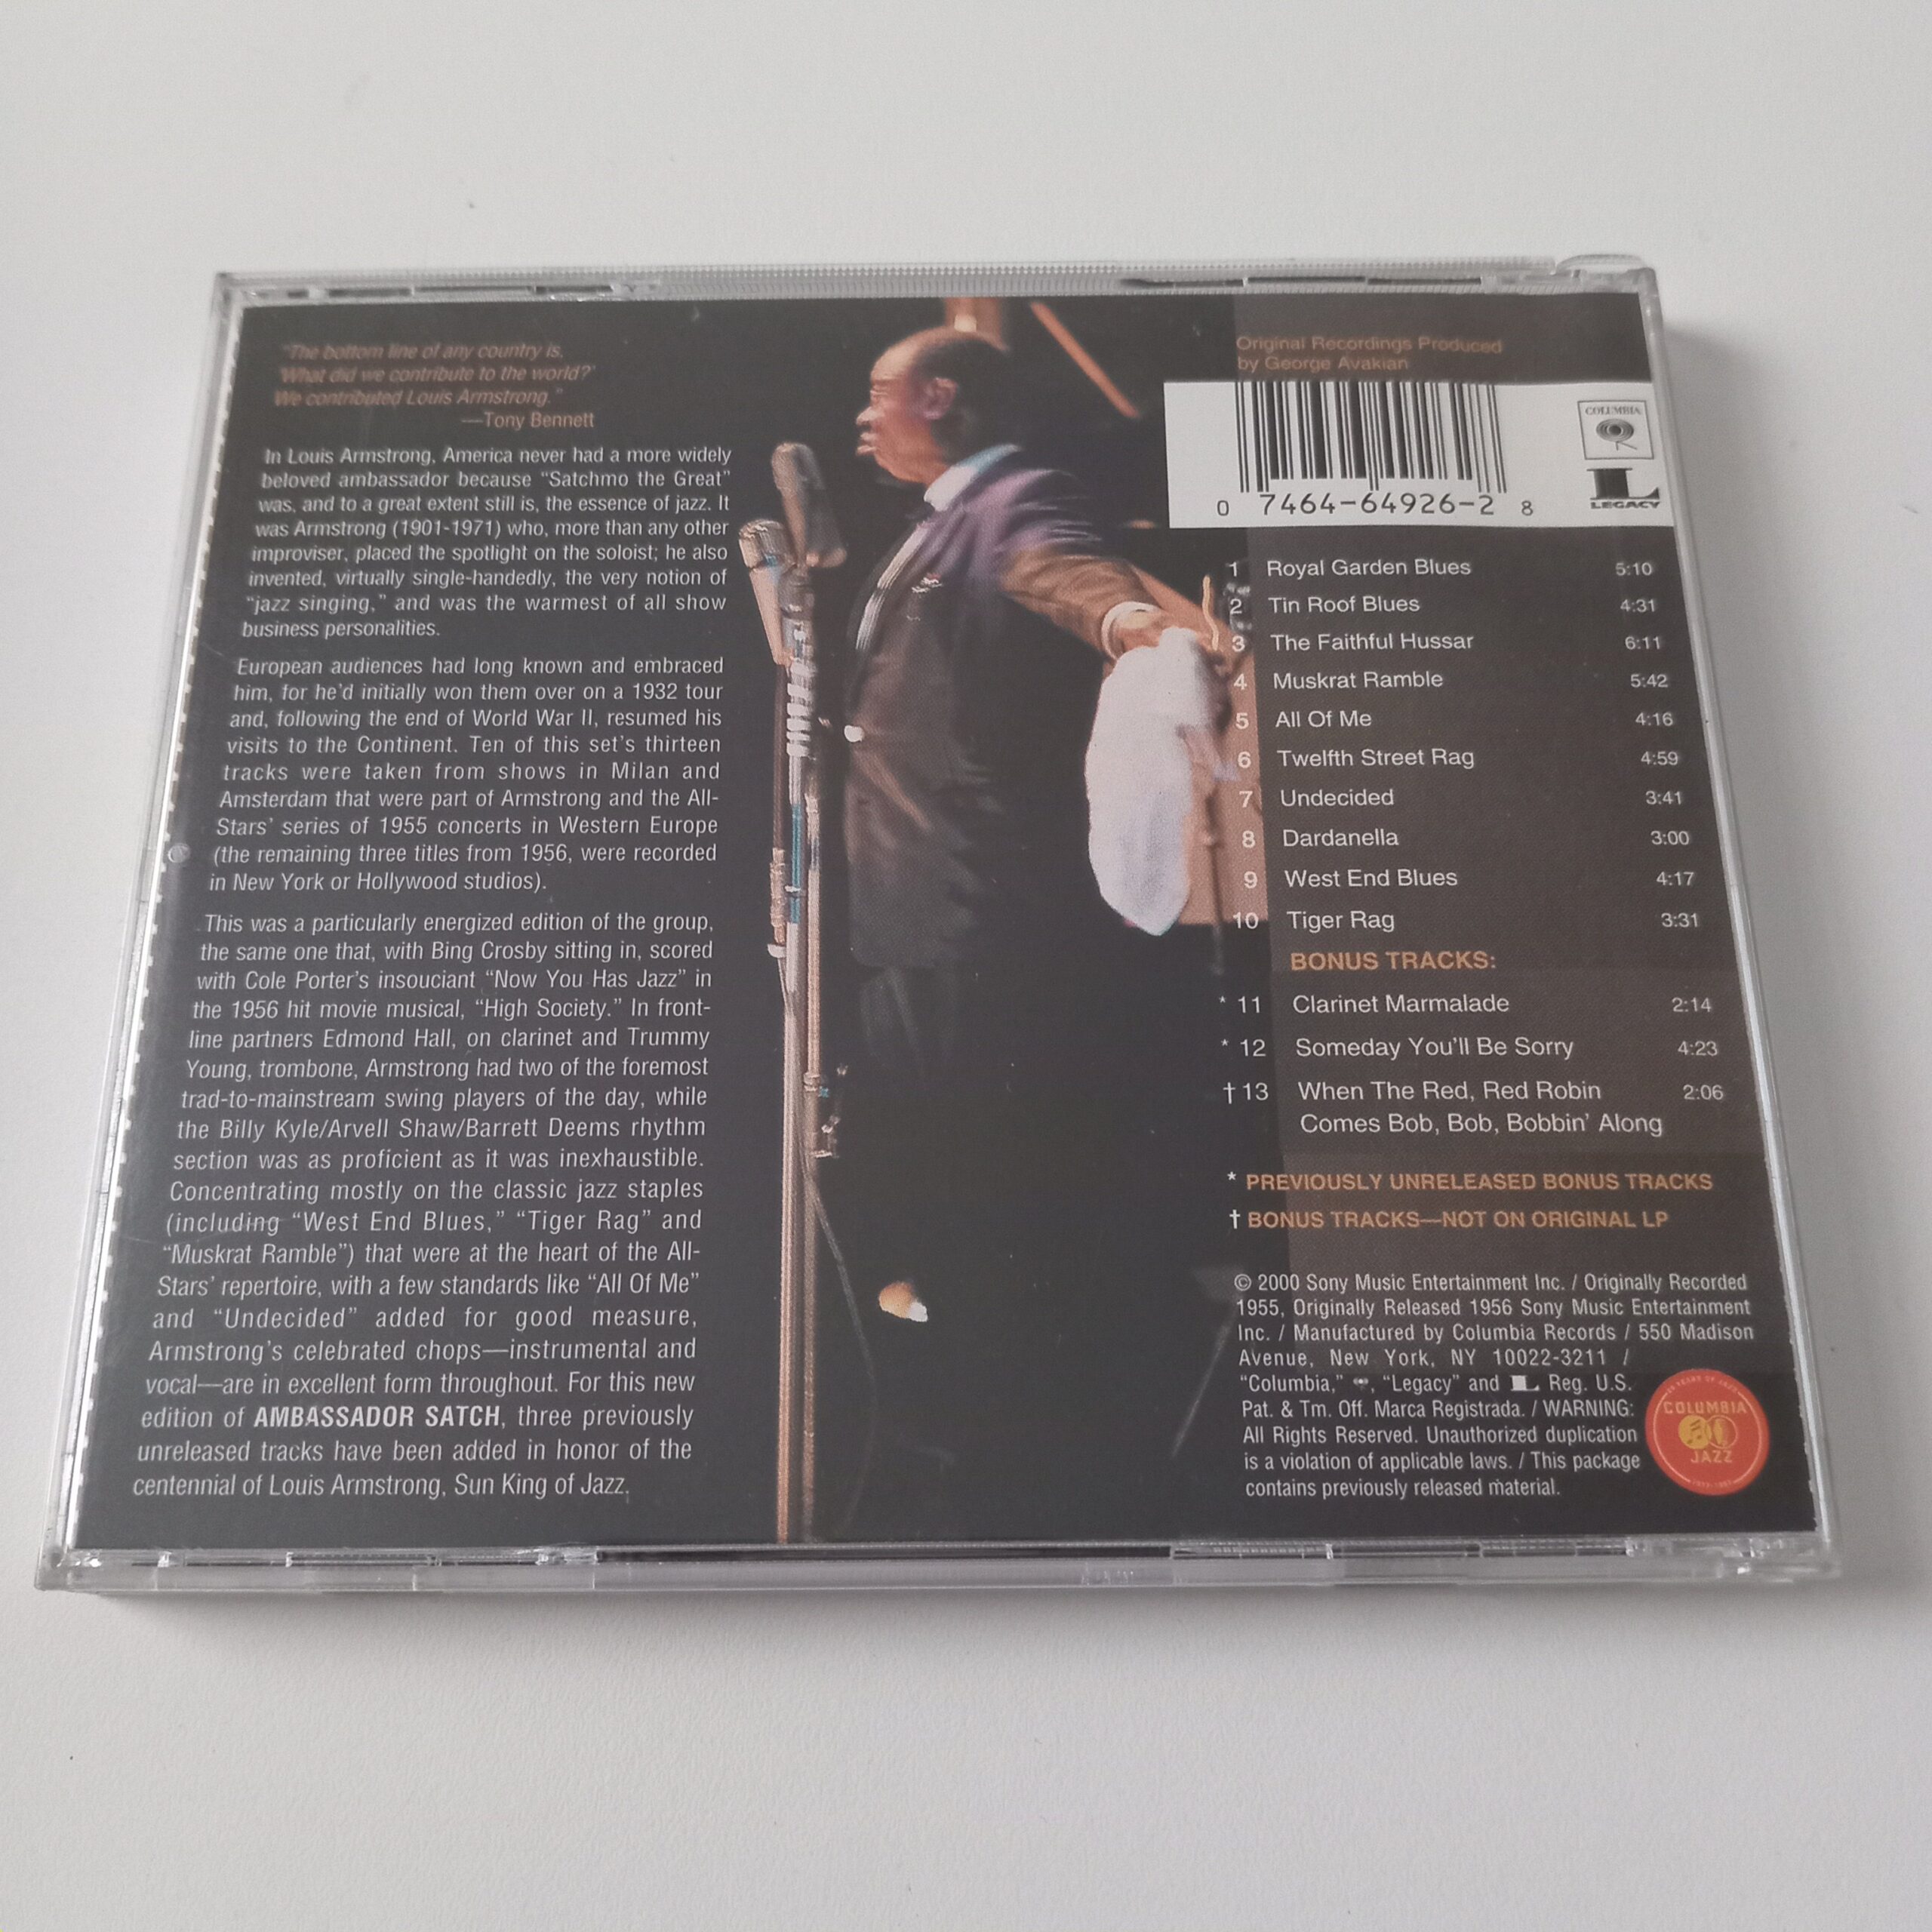 "The bottom line of any country is,
'What did we contribute to the world?'
We contributed Louis Armstrong."
—Tony Bennett
In Louis Armstrong, America never had a more widely
beloved ambassador because "Satchmo the Great"
was, and to a great extent still is, the essence of jazz. It
was Armstrong (1901-1971) who, more than any other
improviser, placed the spotlight on the soloist; he also
invented, virtually single-handedly, the very notion of
"jazz singing," and was the warmest of all show
business personalities.
European audiences had long known and embraced
him, for he'd initially won them over on a 1932 tour
and, following the end of World War II, resumed his
visits to the Continent. Ten of this set's thirteen
tracks were taken from shows in Milan and
Amsterdam that were part of Armstrong and the All-
Stars' series of 1955 concerts in Western Europe
(the remaining three titles from 1956, were recorded
in New York or Hollywood studios).
This was a particularly energized edition of the group,
the same one that, with Bing Crosby sitting in, scored
with Cole Porter's insouciant "Now You Has Jazz" in
the 1956 hit movie musical, "High Society." In front-
line partners Edmond Hall, on clarinet and Trummy
Young, trombone, Armstrong had two of the foremost
trad-to-mainstream swing players of the day, while
the Billy Kyle/Arvell Shaw/Barrett Deems rhythm
section was as proficient as it was inexhaustible.
Concentrating mostly on the classic jazz staples
(including "West End Blues," "Tiger Rag" and
"Muskrat Ramble") that were at the heart of the All-
Stars' repertoire, with a few standards like "All Of Me"
and "Undecided" added for good measure,
Armstrong's celebrated chops—instrumental and
vocal—are in excellent form throughout. For this new
edition of AMBASSADOR SATCH, three previously
unreleased tracks have been added in honor of the
centennial of Louis Armstrong, Sun King of Jazz.
Original Recordings Produced
by George Avakian
0 7464-64926-2 8
COLUMBIA
L
LEGACY
1 Royal Garden Blues 5:10
2 Tin Roof Blues 4:31
3 The Faithful Hussar 6:11
4 Muskrat Ramble 5:42
5 All Of Me 4:16
6 Twelfth Street Rag 4:59
7 Undecided 3:41
8 Dardanella 3:00
9 West End Blues 4:17
10 Tiger Rag 3:31
BONUS TRACKS:
* 11 Clarinet Marmalade 2:14
* 12 Someday You'll Be Sorry 4:23
† 13 When The Red, Red Robin 2:06
Comes Bob, Bob, Bobbin' Along
* PREVIOUSLY UNRELEASED BONUS TRACKS
† BONUS TRACKS—NOT ON ORIGINAL LP
© 2000 Sony Music Entertainment Inc. / Originally Recorded
1955, Originally Released 1956 Sony Music Entertainment
Inc. / Manufactured by Columbia Records / 550 Madison
Avenue, New York, NY 10022-3211 /
"Columbia," , "Legacy" and L Reg. U.S.
Pat. & Tm. Off. Marca Registrada. / WARNING:
All Rights Reserved. Unauthorized duplication
is a violation of applicable laws. / This package
contains previously released material.
COLUMBIA
JAZZ